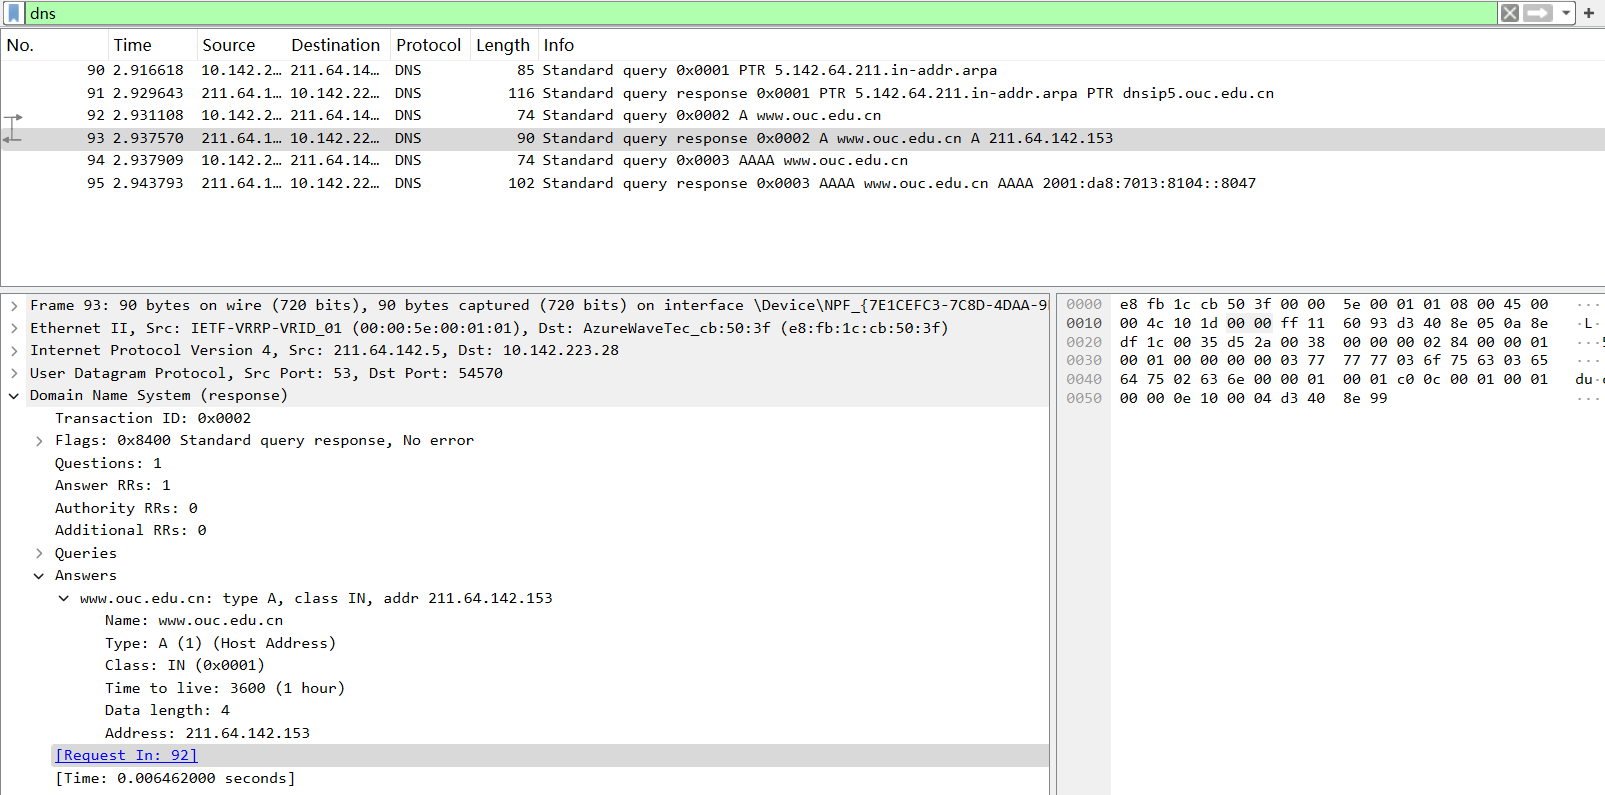 dns
No. Time Source Destination Protocol Length Info
90 2.916618 10.142.2… 211.64.14… DNS 85 Standard query 0x0001 PTR 5.142.64.211.in-addr.arpa
91 2.929643 211.64.1… 10.142.22… DNS 116 Standard query response 0x0001 PTR 5.142.64.211.in-addr.arpa PTR dnsip5.ouc.edu.cn
92 2.931108 10.142.2… 211.64.14… DNS 74 Standard query 0x0002 A www.ouc.edu.cn
93 2.937570 211.64.1… 10.142.22… DNS 90 Standard query response 0x0002 A www.ouc.edu.cn A 211.64.142.153
94 2.937909 10.142.2… 211.64.14… DNS 74 Standard query 0x0003 AAAA www.ouc.edu.cn
95 2.943793 211.64.1… 10.142.22… DNS 102 Standard query response 0x0003 AAAA www.ouc.edu.cn AAAA 2001:da8:7013:8104::8047
Frame 93: 90 bytes on wire (720 bits), 90 bytes captured (720 bits) on interface \Device\NPF_{7E1CEFC3-7C8D-4DAA-9
Ethernet II, Src: IETF-VRRP-VRID_01 (00:00:5e:00:01:01), Dst: AzureWaveTec_cb:50:3f (e8:fb:1c:cb:50:3f)
Internet Protocol Version 4, Src: 211.64.142.5, Dst: 10.142.223.28
User Datagram Protocol, Src Port: 53, Dst Port: 54570
Domain Name System (response)
Transaction ID: 0x0002
Flags: 0x8400 Standard query response, No error
Questions: 1
Answer RRs: 1
Authority RRs: 0
Additional RRs: 0
Queries
Answers
www.ouc.edu.cn: type A, class IN, addr 211.64.142.153
Name: www.ouc.edu.cn
Type: A (1) (Host Address)
Class: IN (0x0001)
Time to live: 3600 (1 hour)
Data length: 4
Address: 211.64.142.153
[Request In: 92]
[Time: 0.006462000 seconds]
0000 e8 fb 1c cb 50 3f 00 00 5e 00 01 01 08 00 45 00 ···
0010 00 4c 10 1d 00 00 ff 11 60 93 d3 40 8e 05 0a 8e ·L·
0020 df 1c 00 35 d5 2a 00 38 00 00 00 02 84 00 00 01 ···
0030 00 01 00 00 00 00 03 77 77 77 03 6f 75 63 03 65 ···
0040 64 75 02 63 6e 00 00 01 00 01 c0 0c 00 01 00 01 du·
0050 00 00 0e 10 00 04 d3 40 8e 99 ···